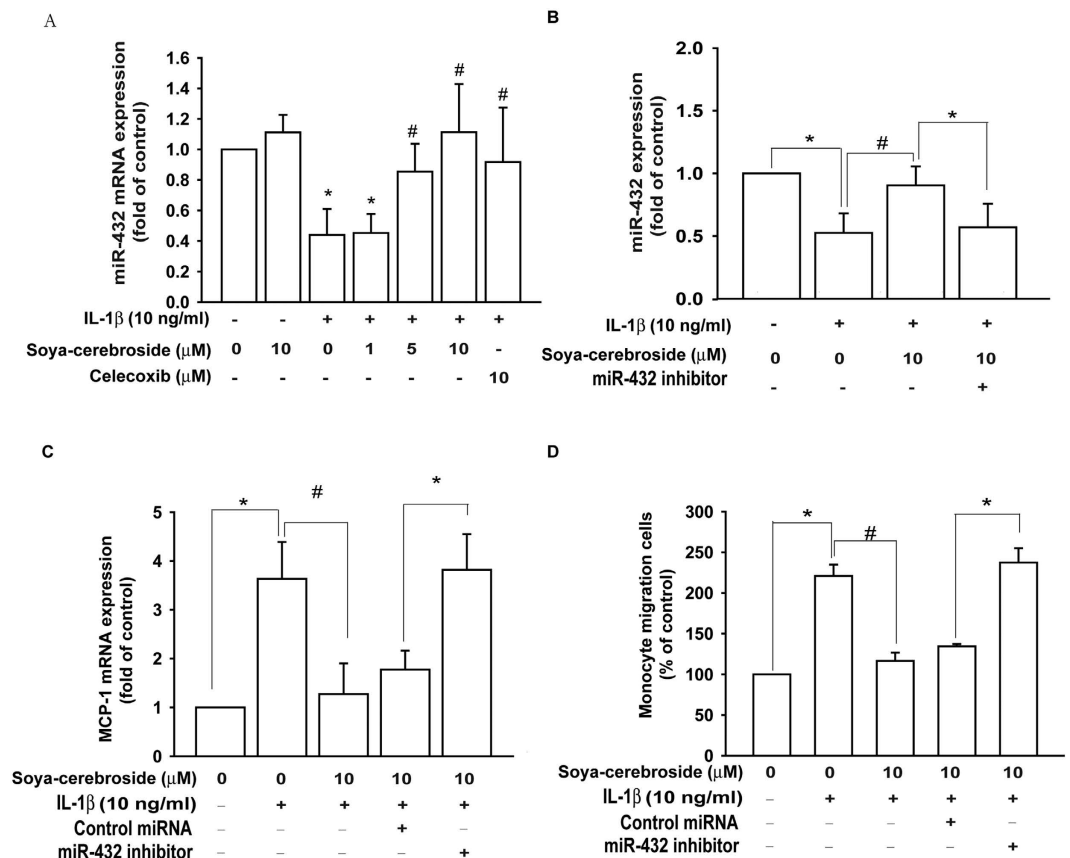 A
miR-432 mRNA expression
(fold of control)
1.6
1.4
1.2
1.0
0.8
0.6
0.4
0.2
0.0
* * # # #
IL-1β (10 ng/ml) - - + + + + +
Soya-cerebroside (μM) 0 10 0 1 5 10 -
Celecoxib (μM) - - - - - - 10
B
miR-432 expression
(fold of control)
2.0
1.5
1.0
0.5
0.0
* # *
IL-1β (10 ng/ml) - + + +
Soya-cerebroside (μM) 0 0 10 10
miR-432 inhibitor - - - +
C
MCP-1 mRNA expression
(fold of control)
5
4
3
2
1
0
* # *
Soya-cerebroside (μM) 0 0 10 10 10
IL-1β (10 ng/ml) – + + + +
Control miRNA – – – + –
miR-432 inhibitor – – – – +
D
Monocyte migration cells
(% of control)
300
250
200
150
100
50
0
* # *
Soya-cerebroside (μM) 0 0 10 10 10
IL-1β (10 ng/ml) – + + + +
Control miRNA – – – + –
miR-432 inhibitor – – – – +